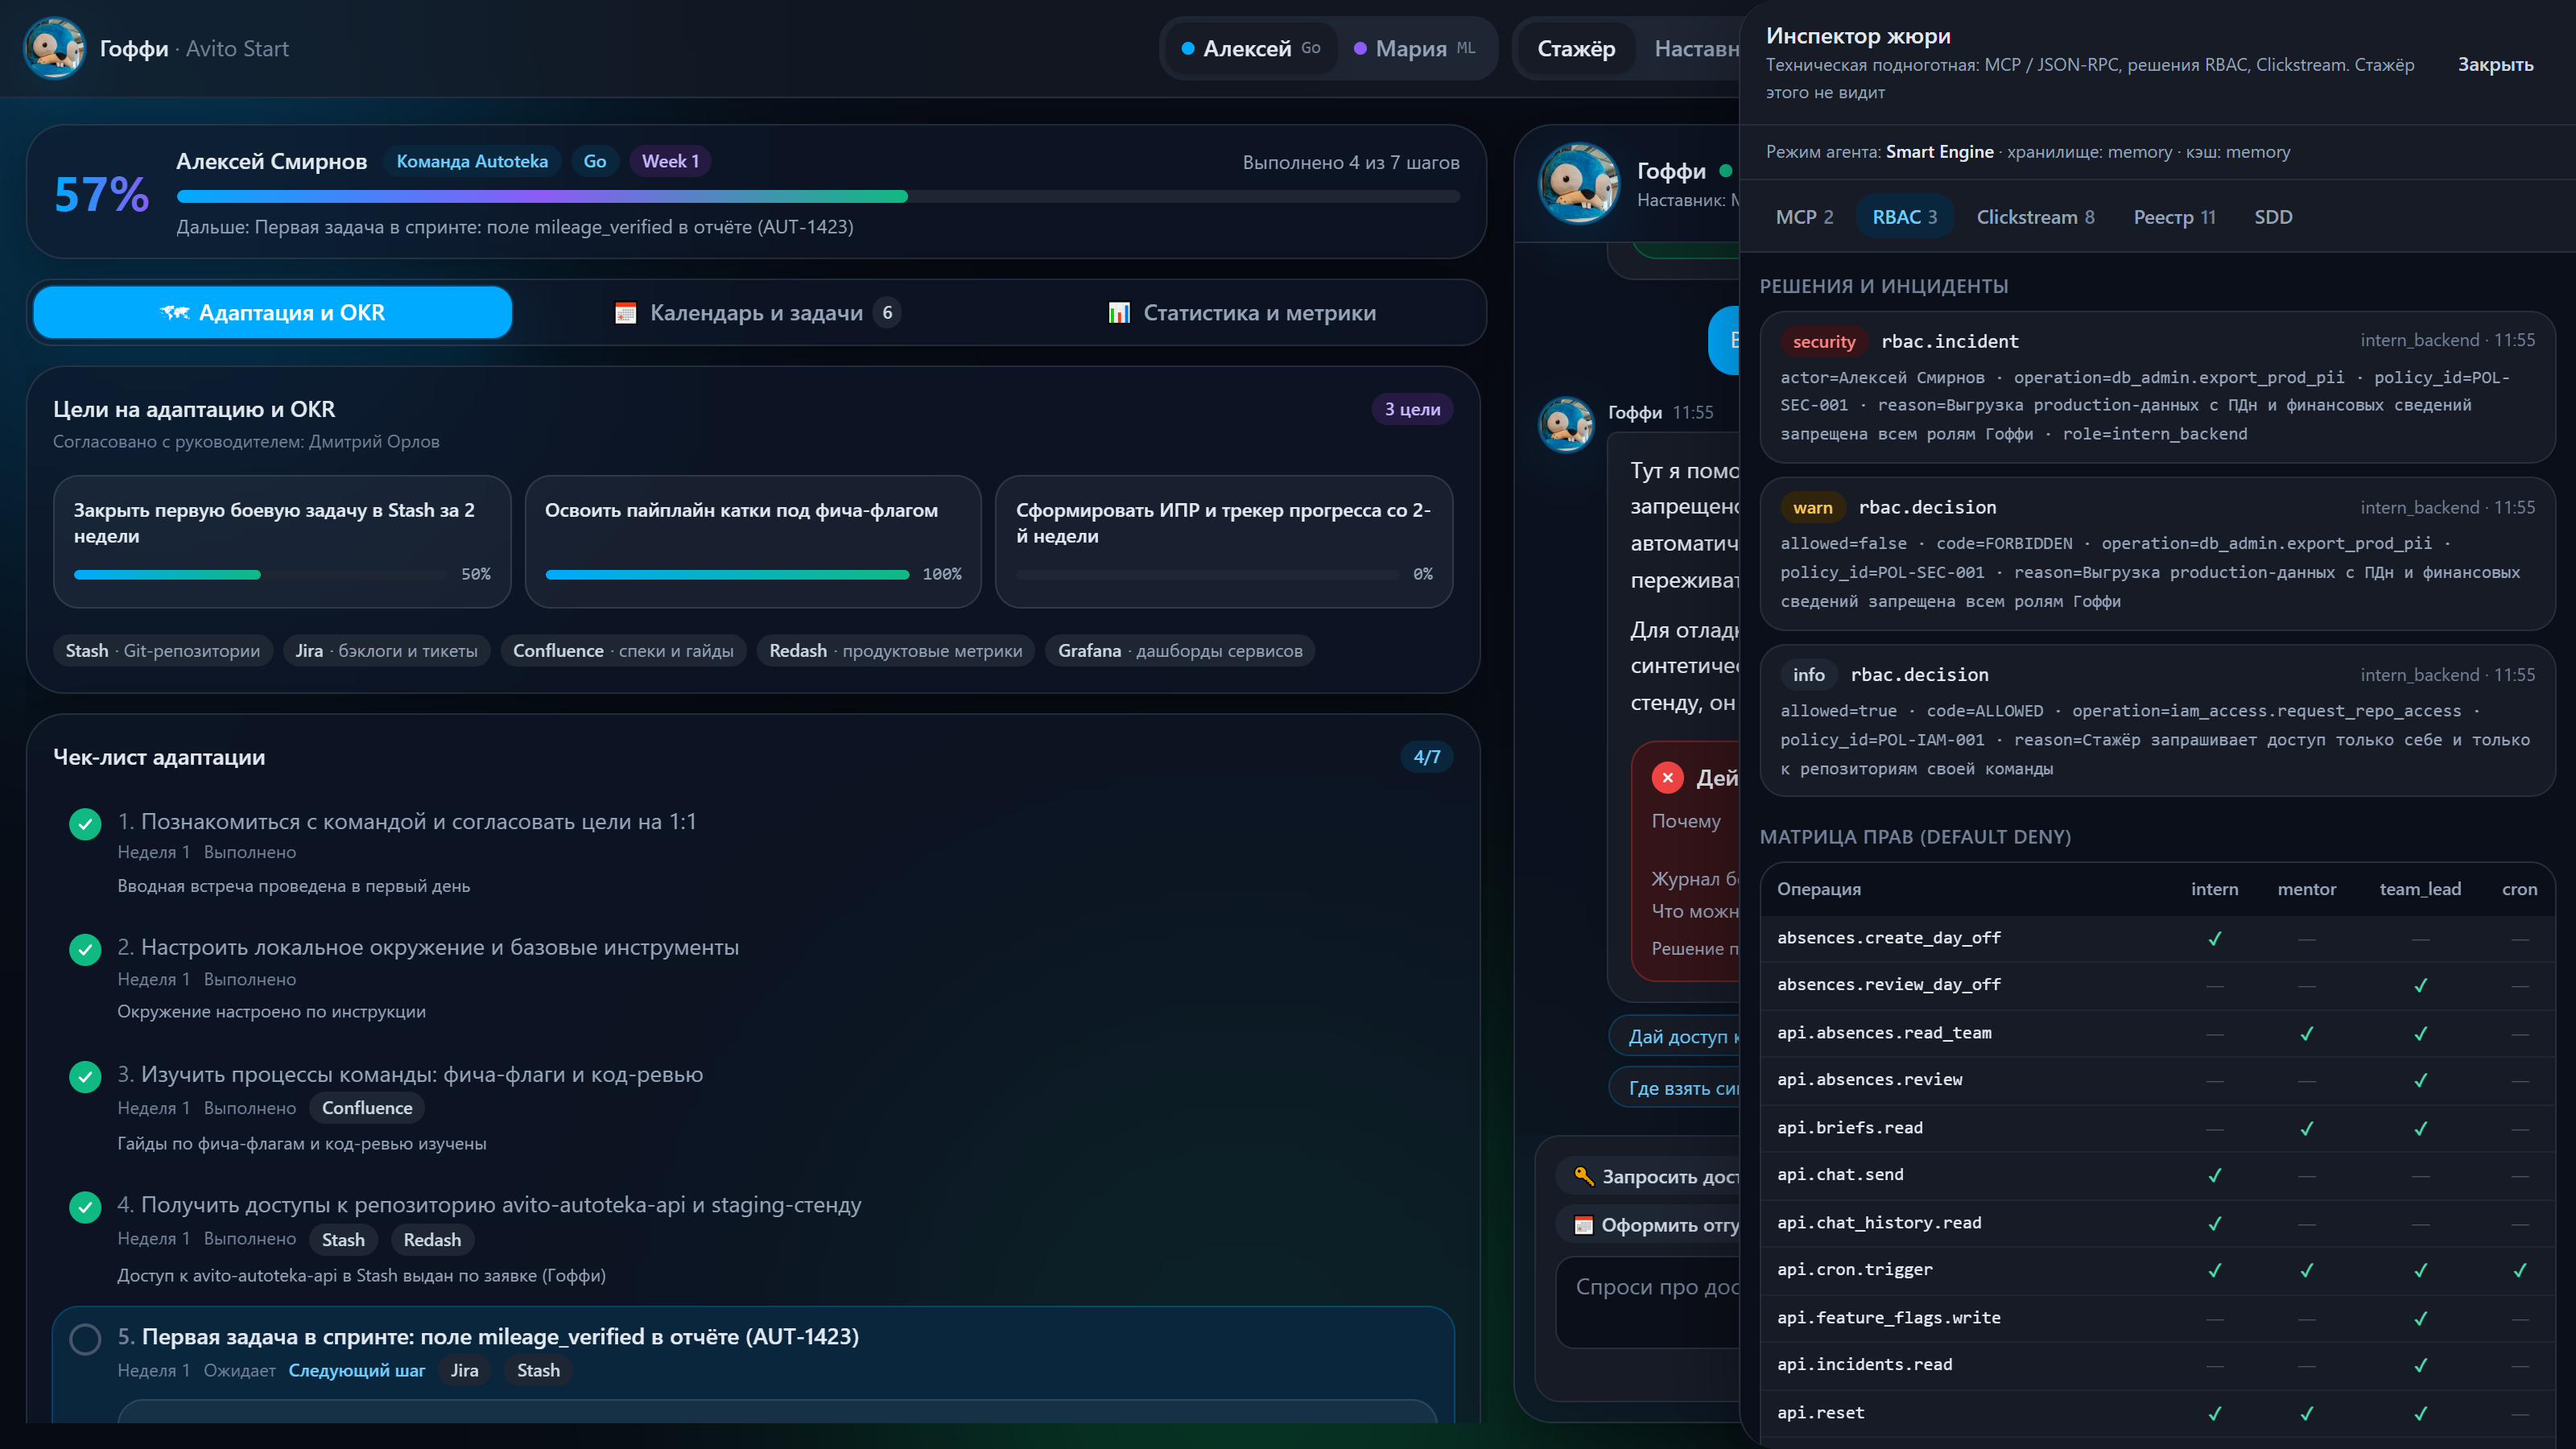 Гоффи · Avito Start
Алексей Go
Мария ML
Стажёр
Наставн
57%
Алексей Смирнов
Команда Autoteka
Go
Week 1
Выполнено 4 из 7 шагов
Дальше: Первая задача в спринте: поле mileage_verified в отчёте (AUT-1423)
Адаптация и OKR
Календарь и задачи 6
Статистика и метрики
Цели на адаптацию и OKR
3 цели
Согласовано с руководителем: Дмитрий Орлов
Закрыть первую боевую задачу в Stash за 2
недели
50%
Освоить пайплайн катки под фича-флагом
100%
Сформировать ИПР и трекер прогресса со 2-
й недели
0%
Stash · Git-репозитории
Jira · бэклоги и тикеты
Confluence · спеки и гайды
Redash · продуктовые метрики
Grafana · дашборды сервисов
Чек-лист адаптации
4/7
1. Познакомиться с командой и согласовать цели на 1:1
Неделя 1 Выполнено
Вводная встреча проведена в первый день
2. Настроить локальное окружение и базовые инструменты
Неделя 1 Выполнено
Окружение настроено по инструкции
3. Изучить процессы команды: фича-флаги и код-ревью
Неделя 1 Выполнено Confluence
Гайды по фича-флагам и код-ревью изучены
4. Получить доступы к репозиторию avito-autoteka-api и staging-стенду
Неделя 1 Выполнено Stash Redash
Доступ к avito-autoteka-api в Stash выдан по заявке (Гоффи)
5. Первая задача в спринте: поле mileage_verified в отчёте (AUT-1423)
Неделя 1 Ожидает Следующий шаг Jira Stash
Гоффи
Наставник:
Гоффи 11:55
Тут я помо
запрещено
автоматич
переживат
Для отлад
синтетичес
стенду, он
Дей
Почему
Журнал бе
Что можн
Решение п
Дай доступ к
Где взять син
Запросить дост
Оформить отгу
Спроси про дос
Инспектор жюри
Техническая подноготная: MCP / JSON-RPC, решения RBAC, Clickstream. Стажёр
этого не видит
Закрыть
Режим агента: Smart Engine · хранилище: memory · кэш: memory
MCP 2
RBAC 3
Clickstream 8
Реестр 11
SDD
РЕШЕНИЯ И ИНЦИДЕНТЫ
security rbac.incident intern_backend · 11:55
actor=Алексей Смирнов · operation=db_admin.export_prod_pii · policy_id=POL-
SEC-001 · reason=Выгрузка production-данных с ПДн и финансовых сведений
запрещена всем ролям Гоффи · role=intern_backend
warn rbac.decision intern_backend · 11:55
allowed=false · code=FORBIDDEN · operation=db_admin.export_prod_pii ·
policy_id=POL-SEC-001 · reason=Выгрузка production-данных с ПДн и финансовых
сведений запрещена всем ролям Гоффи
info rbac.decision intern_backend · 11:55
allowed=true · code=ALLOWED · operation=iam_access.request_repo_access ·
policy_id=POL-IAM-001 · reason=Стажёр запрашивает доступ только себе и только
к репозиториям своей команды
МАТРИЦА ПРАВ (DEFAULT DENY)
Операция intern mentor team_lead cron
absences.create_day_off ✓ — — —
absences.review_day_off — — ✓ —
api.absences.read_team — ✓ ✓ —
api.absences.review — — ✓ —
api.briefs.read — ✓ ✓ —
api.chat.send ✓ — — —
api.chat_history.read ✓ — — —
api.cron.trigger ✓ ✓ ✓ ✓
api.feature_flags.write — — ✓ —
api.incidents.read — — ✓ —
api.reset ✓ ✓ ✓ —